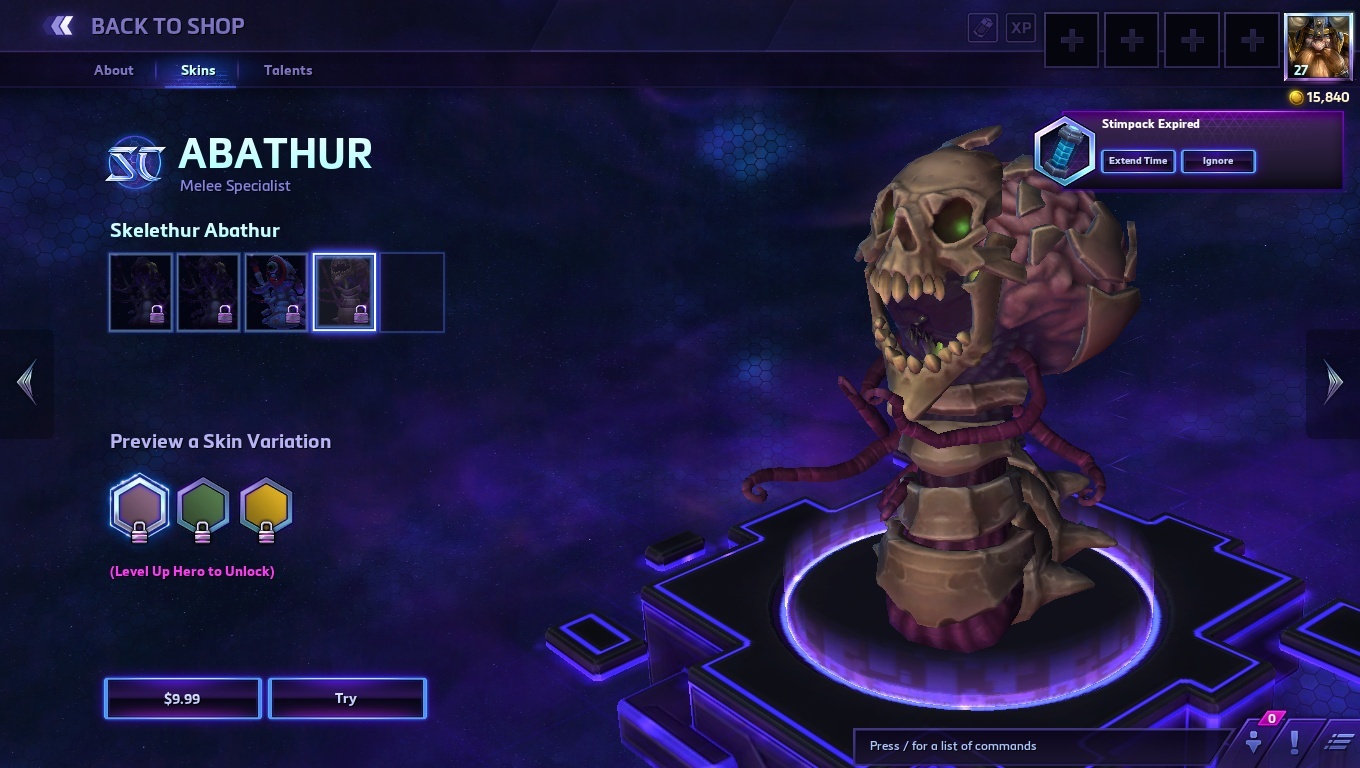 BACK TO SHOP
XP
27
About
Skins
Talents
15,840
Stimpack Expired
Extend Time
Ignore
SC
ABATHUR
Melee Specialist
Skelethur Abathur
Preview a Skin Variation
(Level Up Hero to Unlock)
$9.99
Try
0
Press / for a list of commands